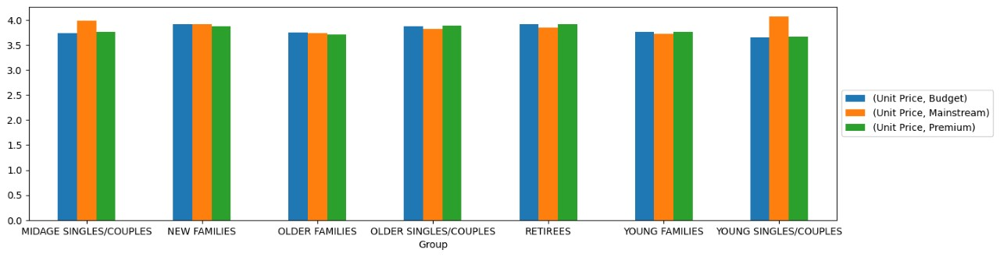 4.0
3.5
3.0
2.5
2.0
1.5
1.0
0.5
0.0
MIDAGE SINGLES/COUPLES NEW FAMILIES OLDER FAMILIES OLDER SINGLES/COUPLES RETIREES YOUNG FAMILIES YOUNG SINGLES/COUPLES
Group
(Unit Price, Budget)
(Unit Price, Mainstream)
(Unit Price, Premium)